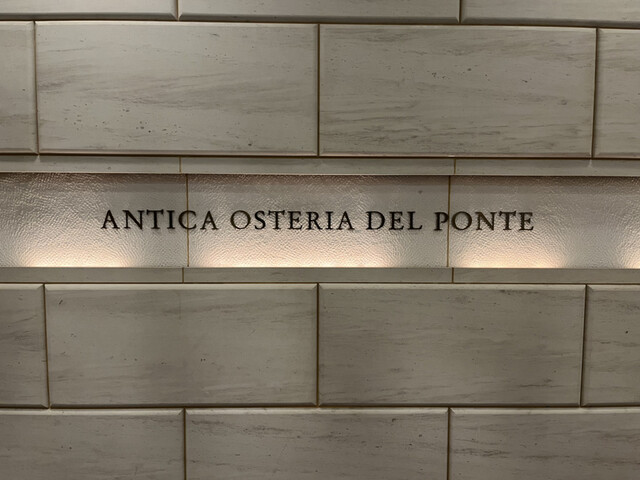 ANTICA OSTERIA DEL PONTE